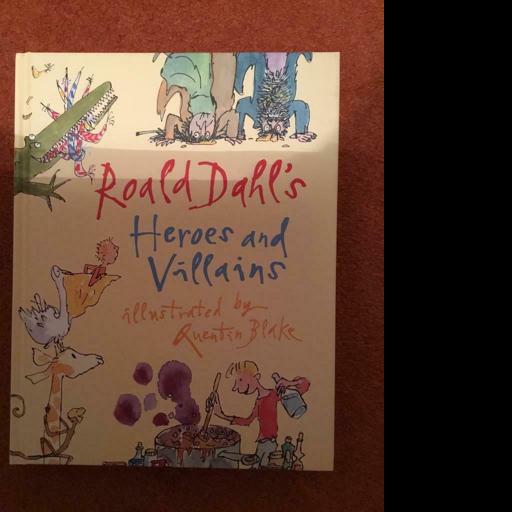 Roald Dahl's
Heroes and
Villains
illustrated by
Quentin Blake